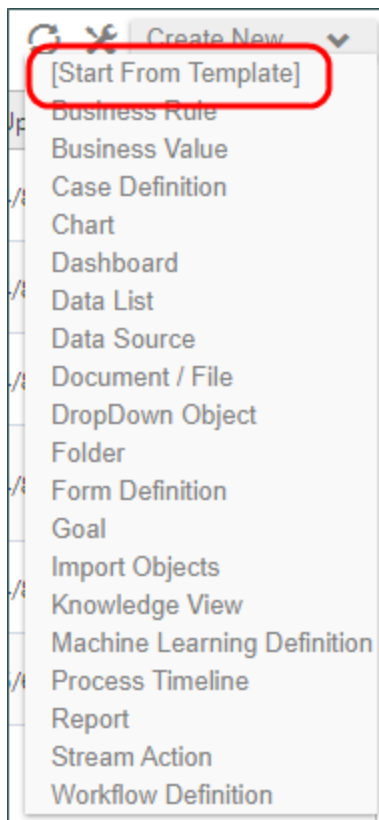 Create New
[Start From Template]
Business Rule
Business Value
Case Definition
Chart
Dashboard
Data List
Data Source
Document / File
DropDown Object
Folder
Form Definition
Goal
Import Objects
Knowledge View
Machine Learning Definition
Process Timeline
Report
Stream Action
Workflow Definition